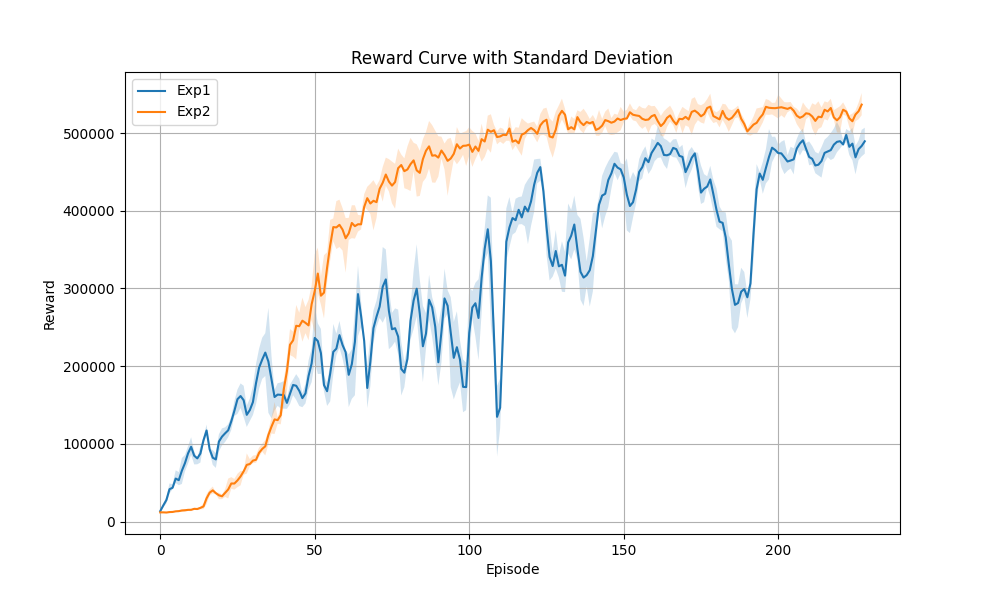 Reward Curve with Standard Deviation
Exp1
Exp2
500000
400000
300000
200000
100000
0
Reward
0 50 100 150 200
Episode